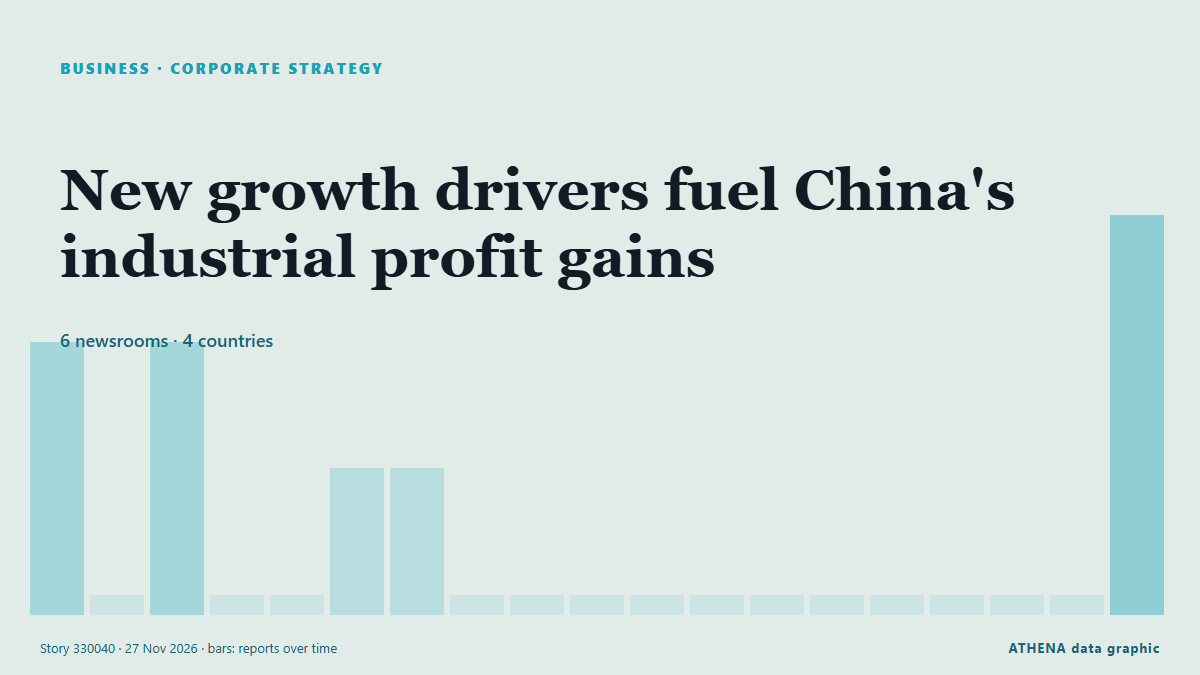 BUSINESS · CORPORATE STRATEGY
New growth drivers fuel China's
industrial profit gains
6 newsrooms · 4 countries
Story 330040 · 27 Nov 2026 · bars: reports over time
ATHENA data graphic